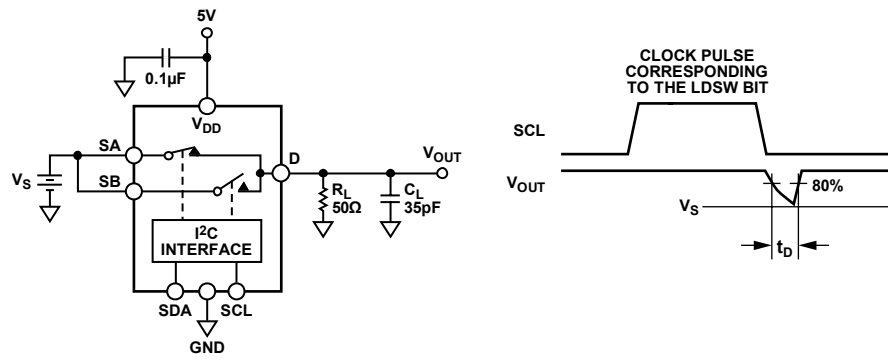 5V
0.1µF
VDD
SA
SB
VS
D
VOUT
RL
50Ω
CL
35pF
I2C
INTERFACE
SDA
SCL
GND
CLOCK PULSE
CORRESPONDING
TO THE LDSW BIT
SCL
VOUT
80%
VS
tD